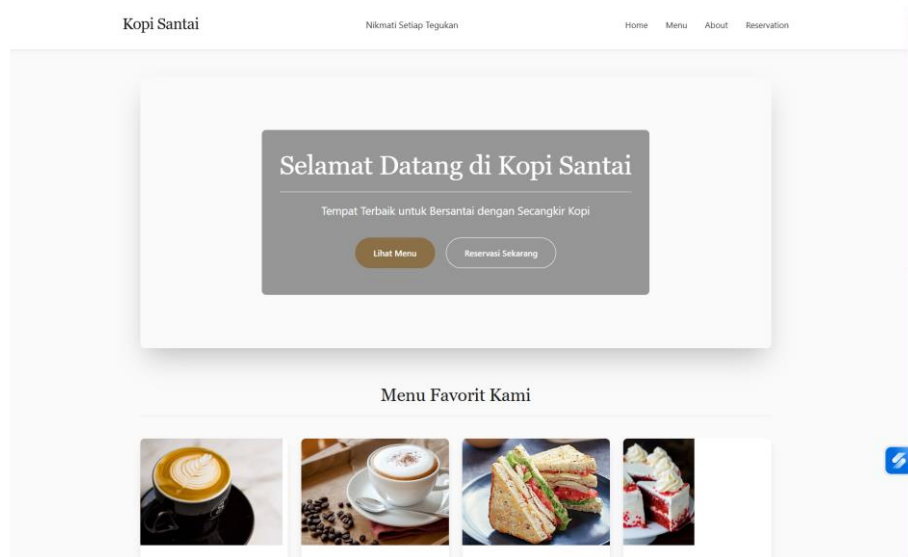 Kopi Santai
Nikmati Setiap Tegukan
Home Menu About Reservation
Selamat Datang di Kopi Santai
Tempat Terbaik untuk Bersantai dengan Secangkir Kopi
Lihat Menu
Reservasi Sekarang
Menu Favorit Kami